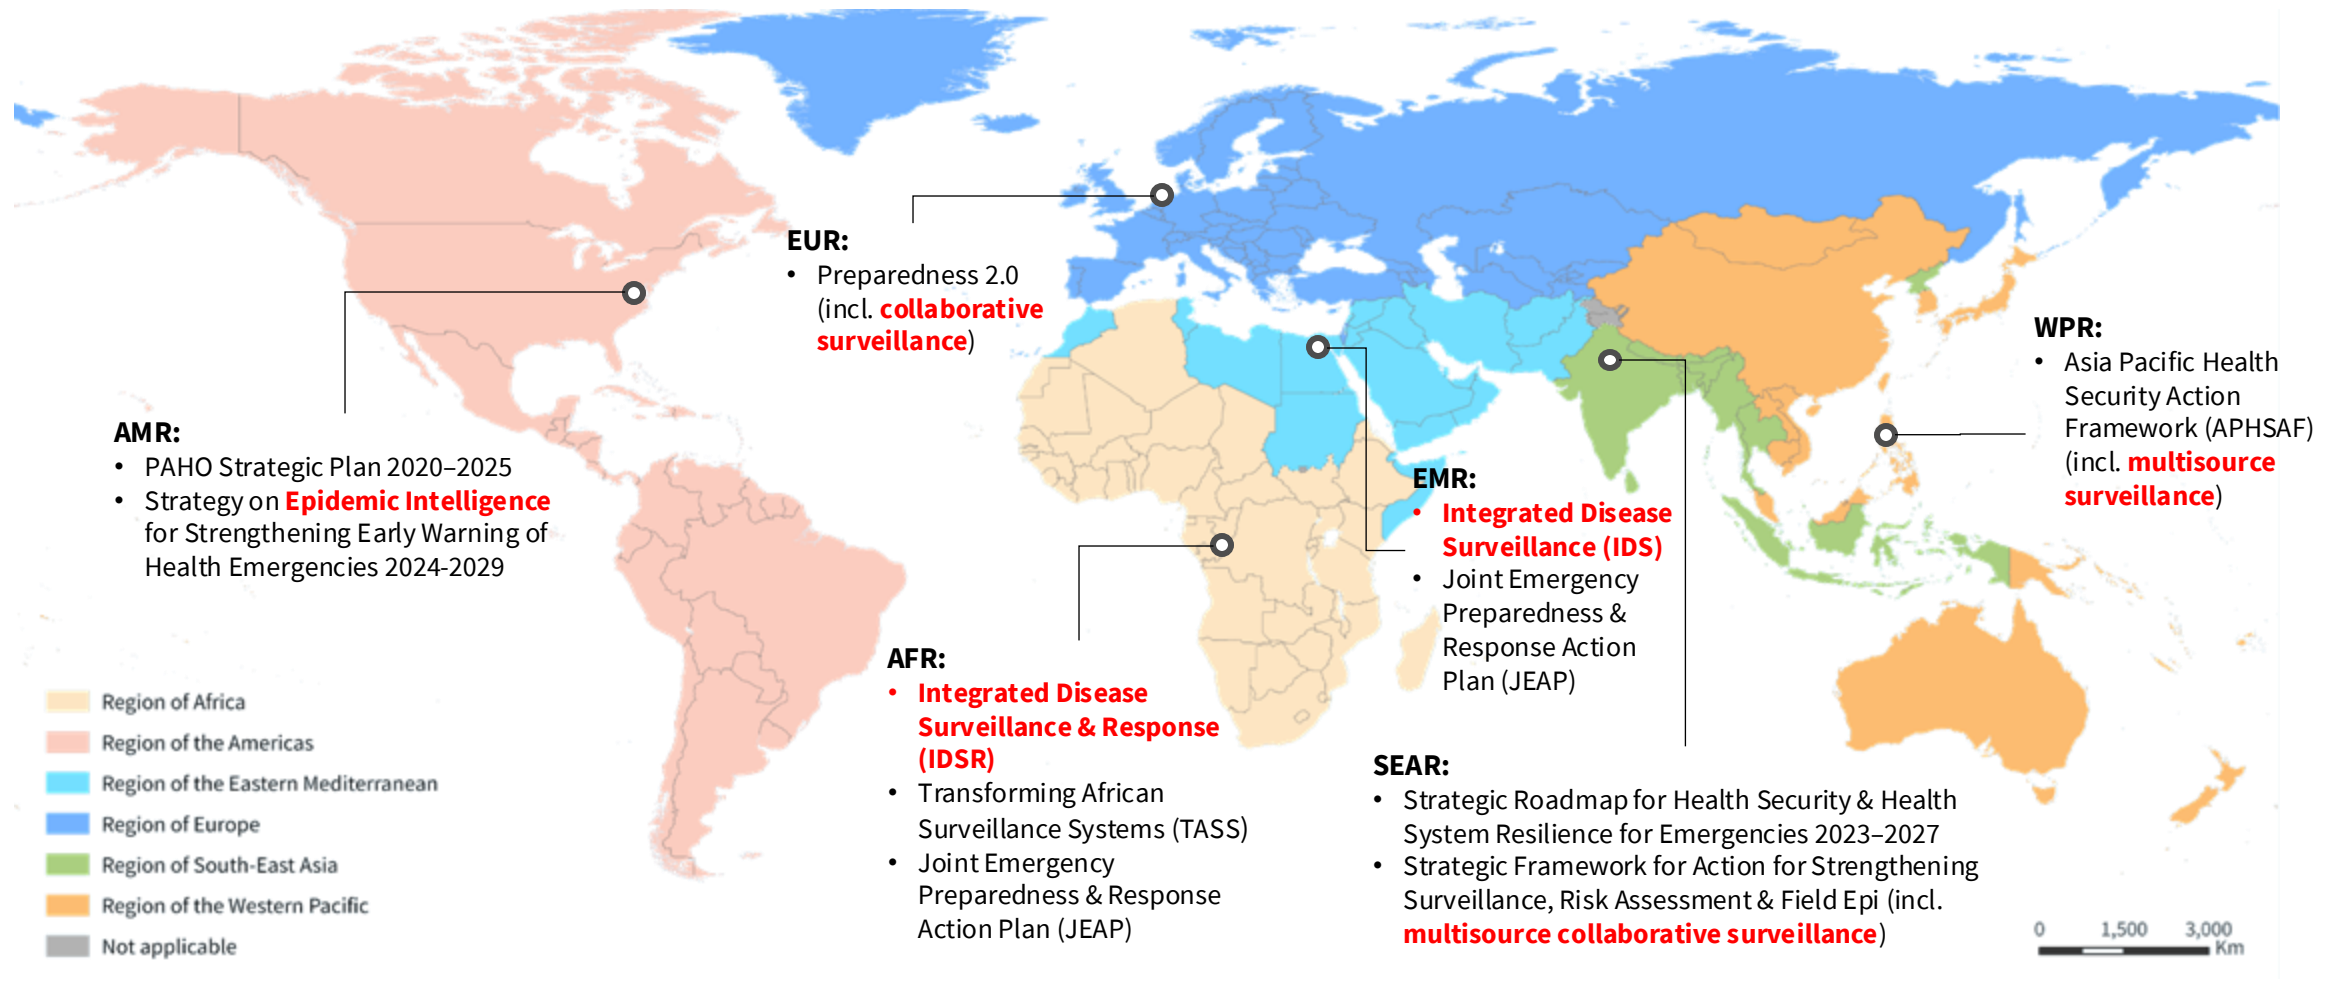 EUR:
• Preparedness 2.0
(incl. collaborative
surveillance)
WPR:
• Asia Pacific Health
Security Action
Framework (APHSAF)
(incl. multisource
surveillance)
AMR:
• PAHO Strategic Plan 2020–2025
• Strategy on Epidemic Intelligence
for Strengthening Early Warning of
Health Emergencies 2024-2029
EMR:
• Integrated Disease
Surveillance (IDS)
• Joint Emergency
Preparedness &
Response Action
Plan (JEAP)
AFR:
• Integrated Disease
Surveillance & Response
(IDSR)
• Transforming African
Surveillance Systems (TASS)
• Joint Emergency
Preparedness & Response
Action Plan (JEAP)
SEAR:
• Strategic Roadmap for Health Security & Health
System Resilience for Emergencies 2023–2027
• Strategic Framework for Action for Strengthening
Surveillance, Risk Assessment & Field Epi (incl.
multisource collaborative surveillance)
Region of Africa
Region of the Americas
Region of the Eastern Mediterranean
Region of Europe
Region of South-East Asia
Region of the Western Pacific
Not applicable
0 1,500 3,000
Km